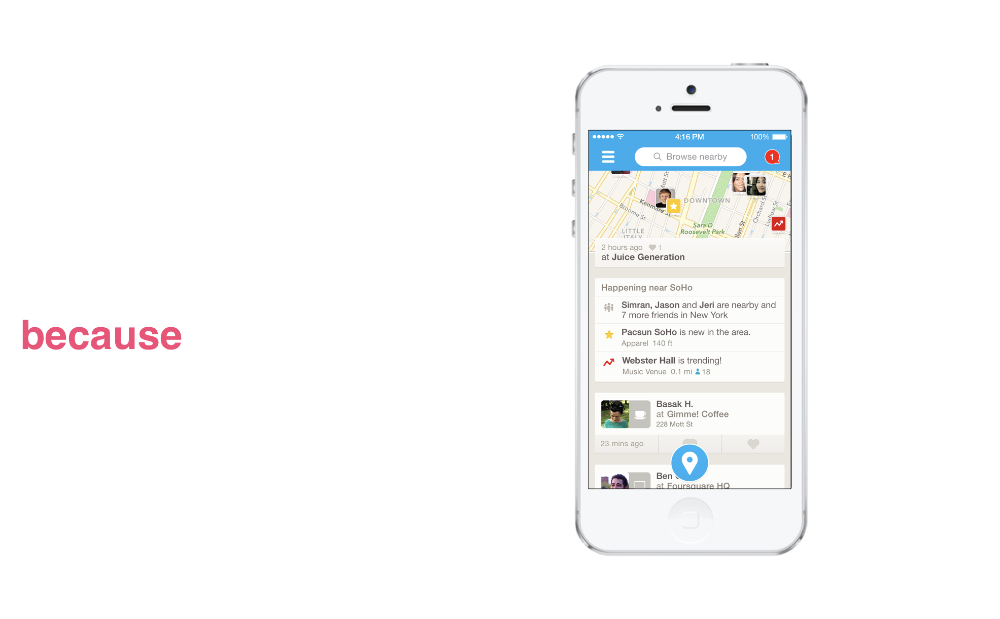 because
4:16 PM
100%
Browse nearby
1
Mott St
E H
DOWNTOWN
Kenmare St
Broome St
Orchard St
Ludlow St
Sara D
Roosevelt Park
llen St
LITTLE
ITALY
2 hours ago 1
at Juice Generation
Happening near SoHo
Simran, Jason and Jeri are nearby and
7 more friends in New York
Pacsun SoHo is new in the area.
Apparel 140 ft
Webster Hall is trending!
Music Venue 0.1 mi 18
Basak H.
at Gimme! Coffee
228 Mott St
23 mins ago
Ben
at Foursquare HQ